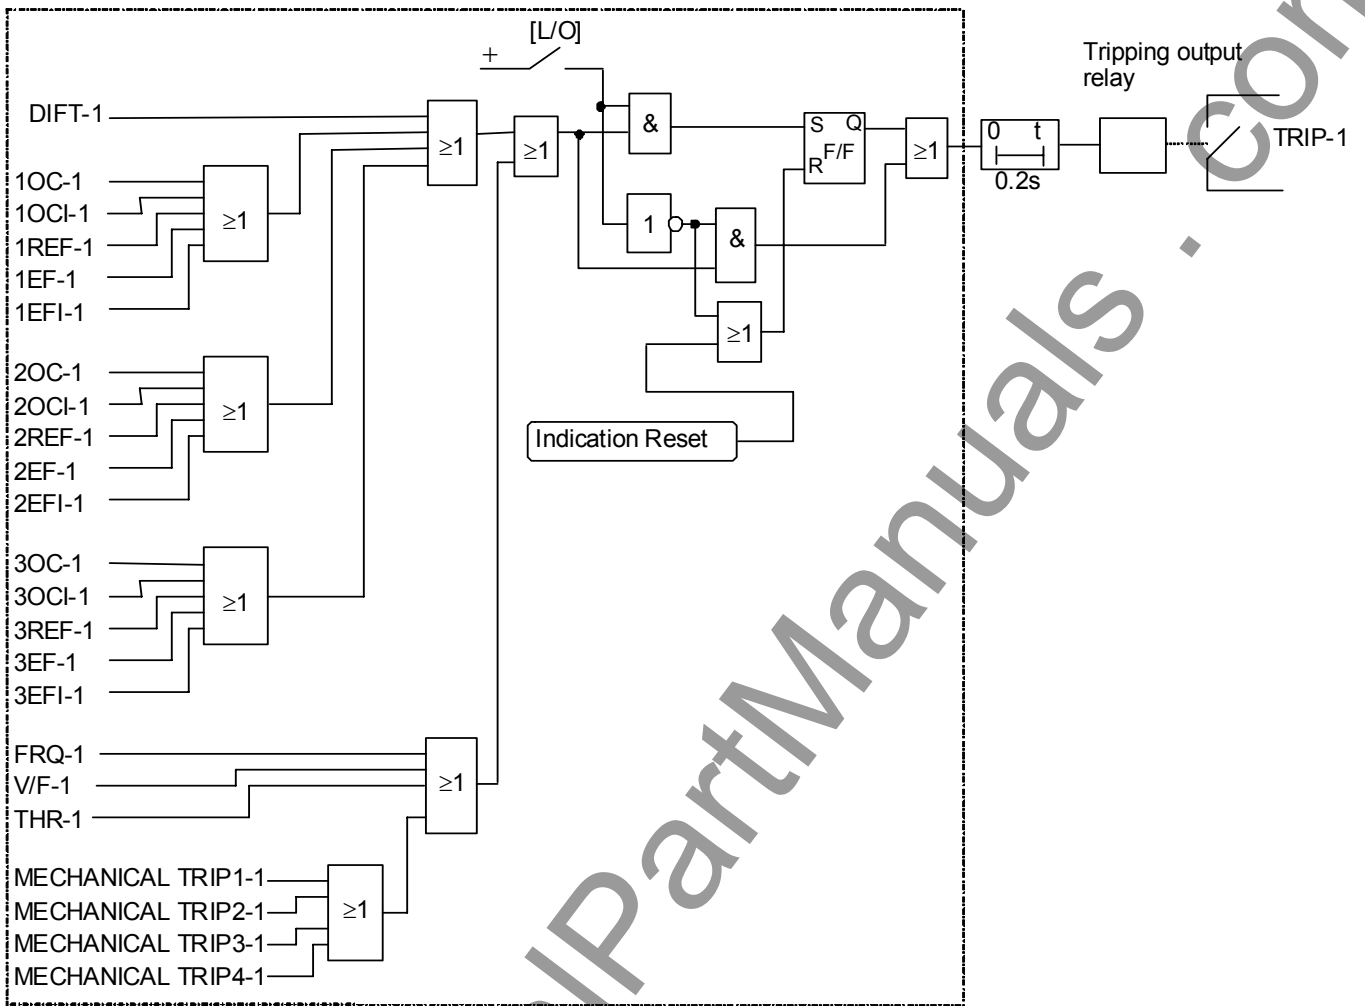 [L/O]
+
Tripping output
relay
DIFT-1
≥1
≥1
&
S Q
F/F
R
≥1
0 t
0.2s
TRIP-1
1OC-1
1OCI-1
1REF-1
1EF-1
1EFI-1
≥1
1
&
≥1
2OC-1
2OCI-1
2REF-1
2EF-1
2EFI-1
≥1
Indication Reset
3OC-1
3OCI-1
3REF-1
3EF-1
3EFI-1
≥1
FRQ-1
V/F-1
THR-1
≥1
MECHANICAL TRIP1-1
MECHANICAL TRIP2-1
MECHANICAL TRIP3-1
MECHANICAL TRIP4-1
≥1
lPartManuals . com